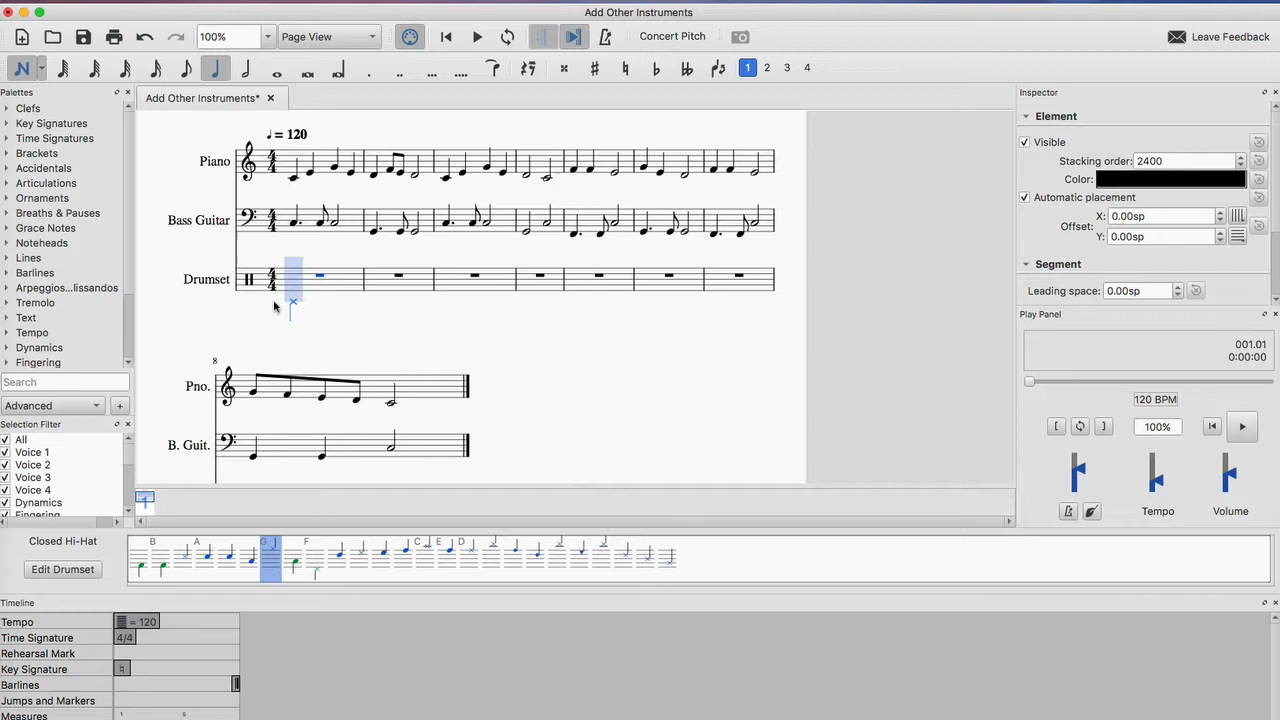 Add Other Instruments
100%
Page View
Concert Pitch
Leave Feedback
N
1 2 3 4
Palettes
Clefs
Key Signatures
Time Signatures
Brackets
Accidentals
Articulations
Ornaments
Breaths & Pauses
Grace Notes
Noteheads
Lines
Barlines
Arpeggios...lissandos
Tremolo
Text
Tempo
Dynamics
Fingering
Search
Advanced
+
Selection Filter
All
Voice 1
Voice 2
Voice 3
Voice 4
Dynamics
Fingering
Add Other Instruments*
= 120
Piano
Bass Guitar
Drumset
8
Pno.
B. Guit.
1
Inspector
Element
Visible
Stacking order: 2400
Color:
Automatic placement
Offset:
X: 0.00sp
Y: 0.00sp
Segment
Leading space: 0.00sp
Play Panel
001.01
0:00:00
120 BPM
100%
Tempo
Volume
Closed Hi-Hat
Edit Drumset
B A G F C E D
Timeline
Tempo = 120
Time Signature 4/4
Rehearsal Mark
Key Signature
Barlines
Jumps and Markers
Measures 1